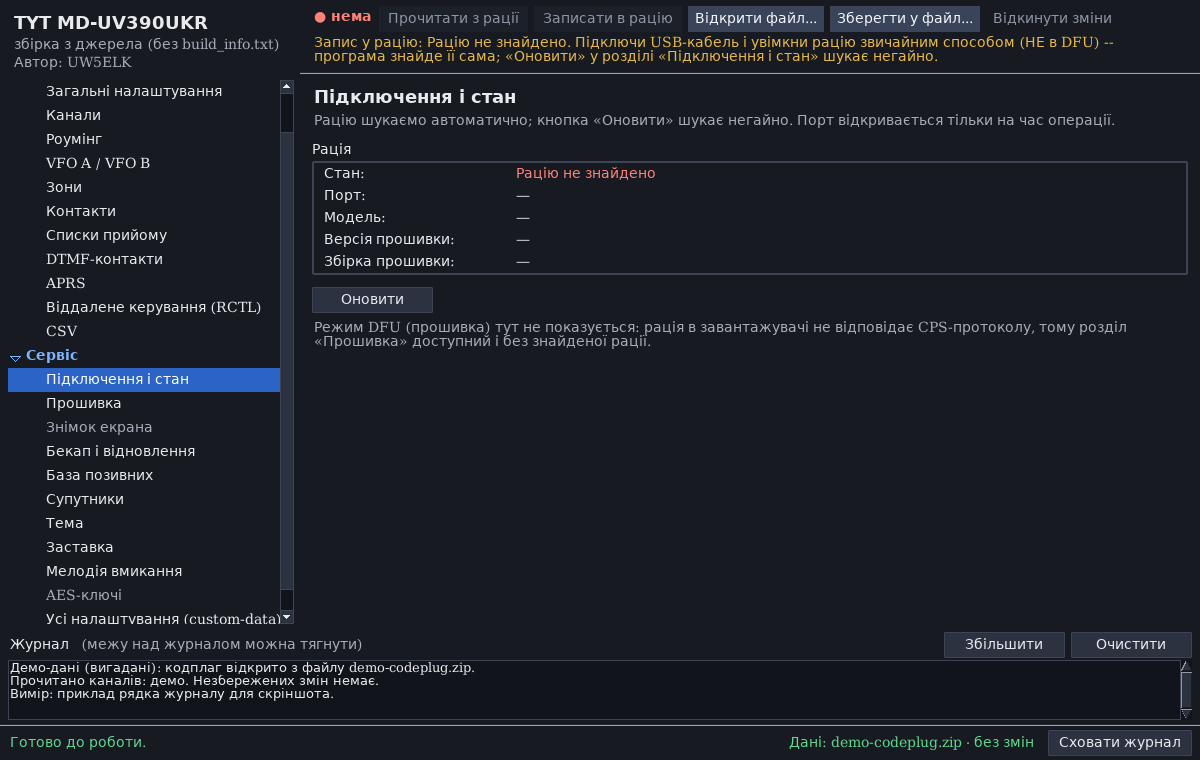 TYT MD-UV390UKR
збірка з джерела (без build_info.txt)
Автор: UW5ELK
Загальні налаштування
Канали
Роумінг
VFO A / VFO B
Зони
Контакти
Списки прийому
DTMF-контакти
APRS
Віддалене керування (RCTL)
CSV
Сервіс
Підключення і стан
Прошивка
Знімок екрана
Бекап і відновлення
База позивних
Супутники
Тема
Заставка
Мелодія вмикання
AES-ключі
Усі налаштування (custom-data)
● нема Прочитати з рації Записати в рацію Відкрити файл... Зберегти у файл... Відкинути зміни
Запис у рацію: Рацію не знайдено. Підключи USB-кабель і увімкни рацію звичайним способом (НЕ в DFU) --
програма знайде її сама; «Оновити» у розділі «Підключення і стан» шукає негайно.
Підключення і стан
Рацію шукаємо автоматично; кнопка «Оновити» шукає негайно. Порт відкривається тільки на час операції.
Рація
Стан: Рацію не знайдено
Порт: —
Модель: —
Версія прошивки: —
Збірка прошивки: —
Оновити
Режим DFU (прошивка) тут не показується: рація в завантажувачі не відповідає CPS-протоколу, тому розділ
«Прошивка» доступний і без знайденої рації.
Журнал (межу над журналом можна тягнути) Збільшити Очистити
Демо-дані (вигадані): кодплаг відкрито з файлу demo-codeplug.zip.
Прочитано каналів: демо. Незбережених змін немає.
Вимір: приклад рядка журналу для скріншота.
Готово до роботи. Дані: demo-codeplug.zip · без змін Сховати журнал